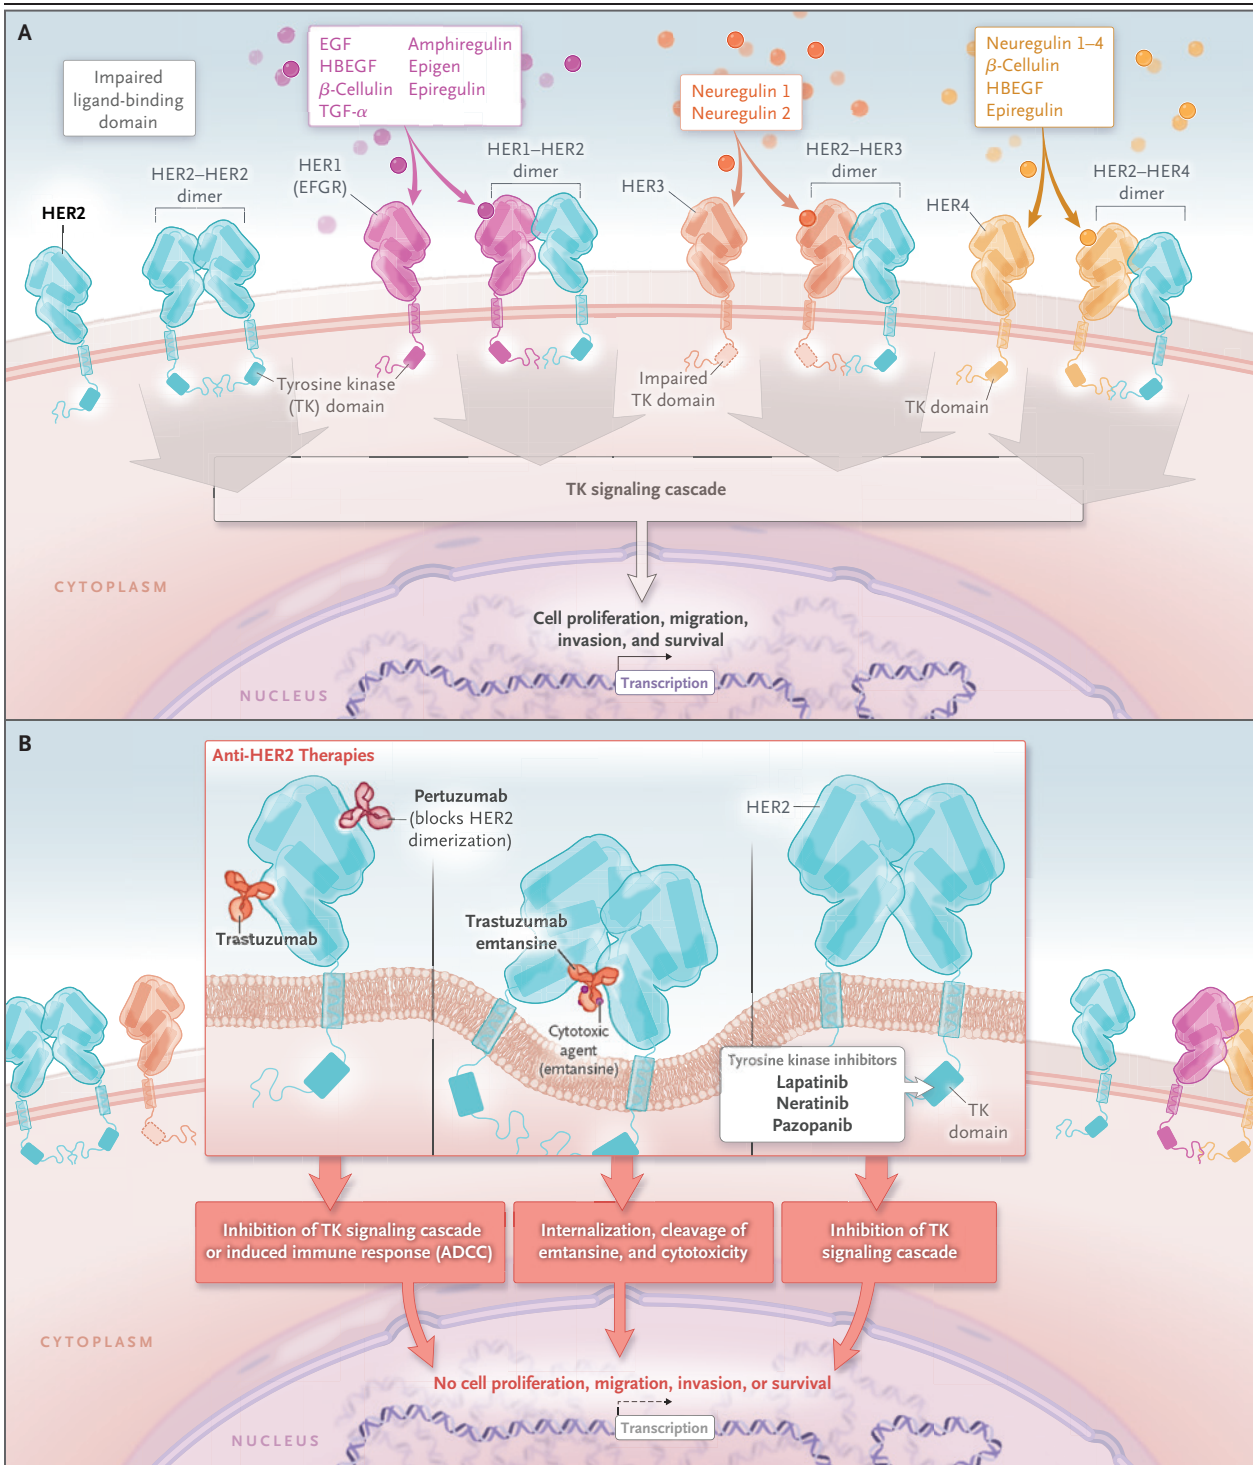 A
Impaired
ligand-binding
domain
EGF
HBEGF
β-Cellulin
TGF-α
Amphiregulin
Epigen
Epiregulin
Neuregulin 1
Neuregulin 2
Neuregulin 1–4
β-Cellulin
HBEGF
Epiregulin
HER2
HER2–HER2
dimer
HER1
(EFGR)
HER1–HER2
dimer
HER3
HER2–HER3
dimer
HER4
HER2–HER4
dimer
Tyrosine kinase
(TK) domain
Impaired
TK domain
TK domain
TK signaling cascade
CYTOPLASM
Cell proliferation, migration,
invasion, and survival
Transcription
NUCLEUS
B
Anti-HER2 Therapies
Pertuzumab
(blocks HER2
dimerization)
Trastuzumab
Trastuzumab
emtansine
Cytotoxic
agent
(emtansine)
HER2
Tyrosine kinase inhibitors
Lapatinib
Neratinib
Pazopanib
TK
domain
Inhibition of TK signaling cascade
or induced immune response (ADCC)
Internalization, cleavage of
emtansine, and cytotoxicity
Inhibition of TK
signaling cascade
CYTOPLASM
No cell proliferation, migration, invasion, or survival
Transcription
NUCLEUS